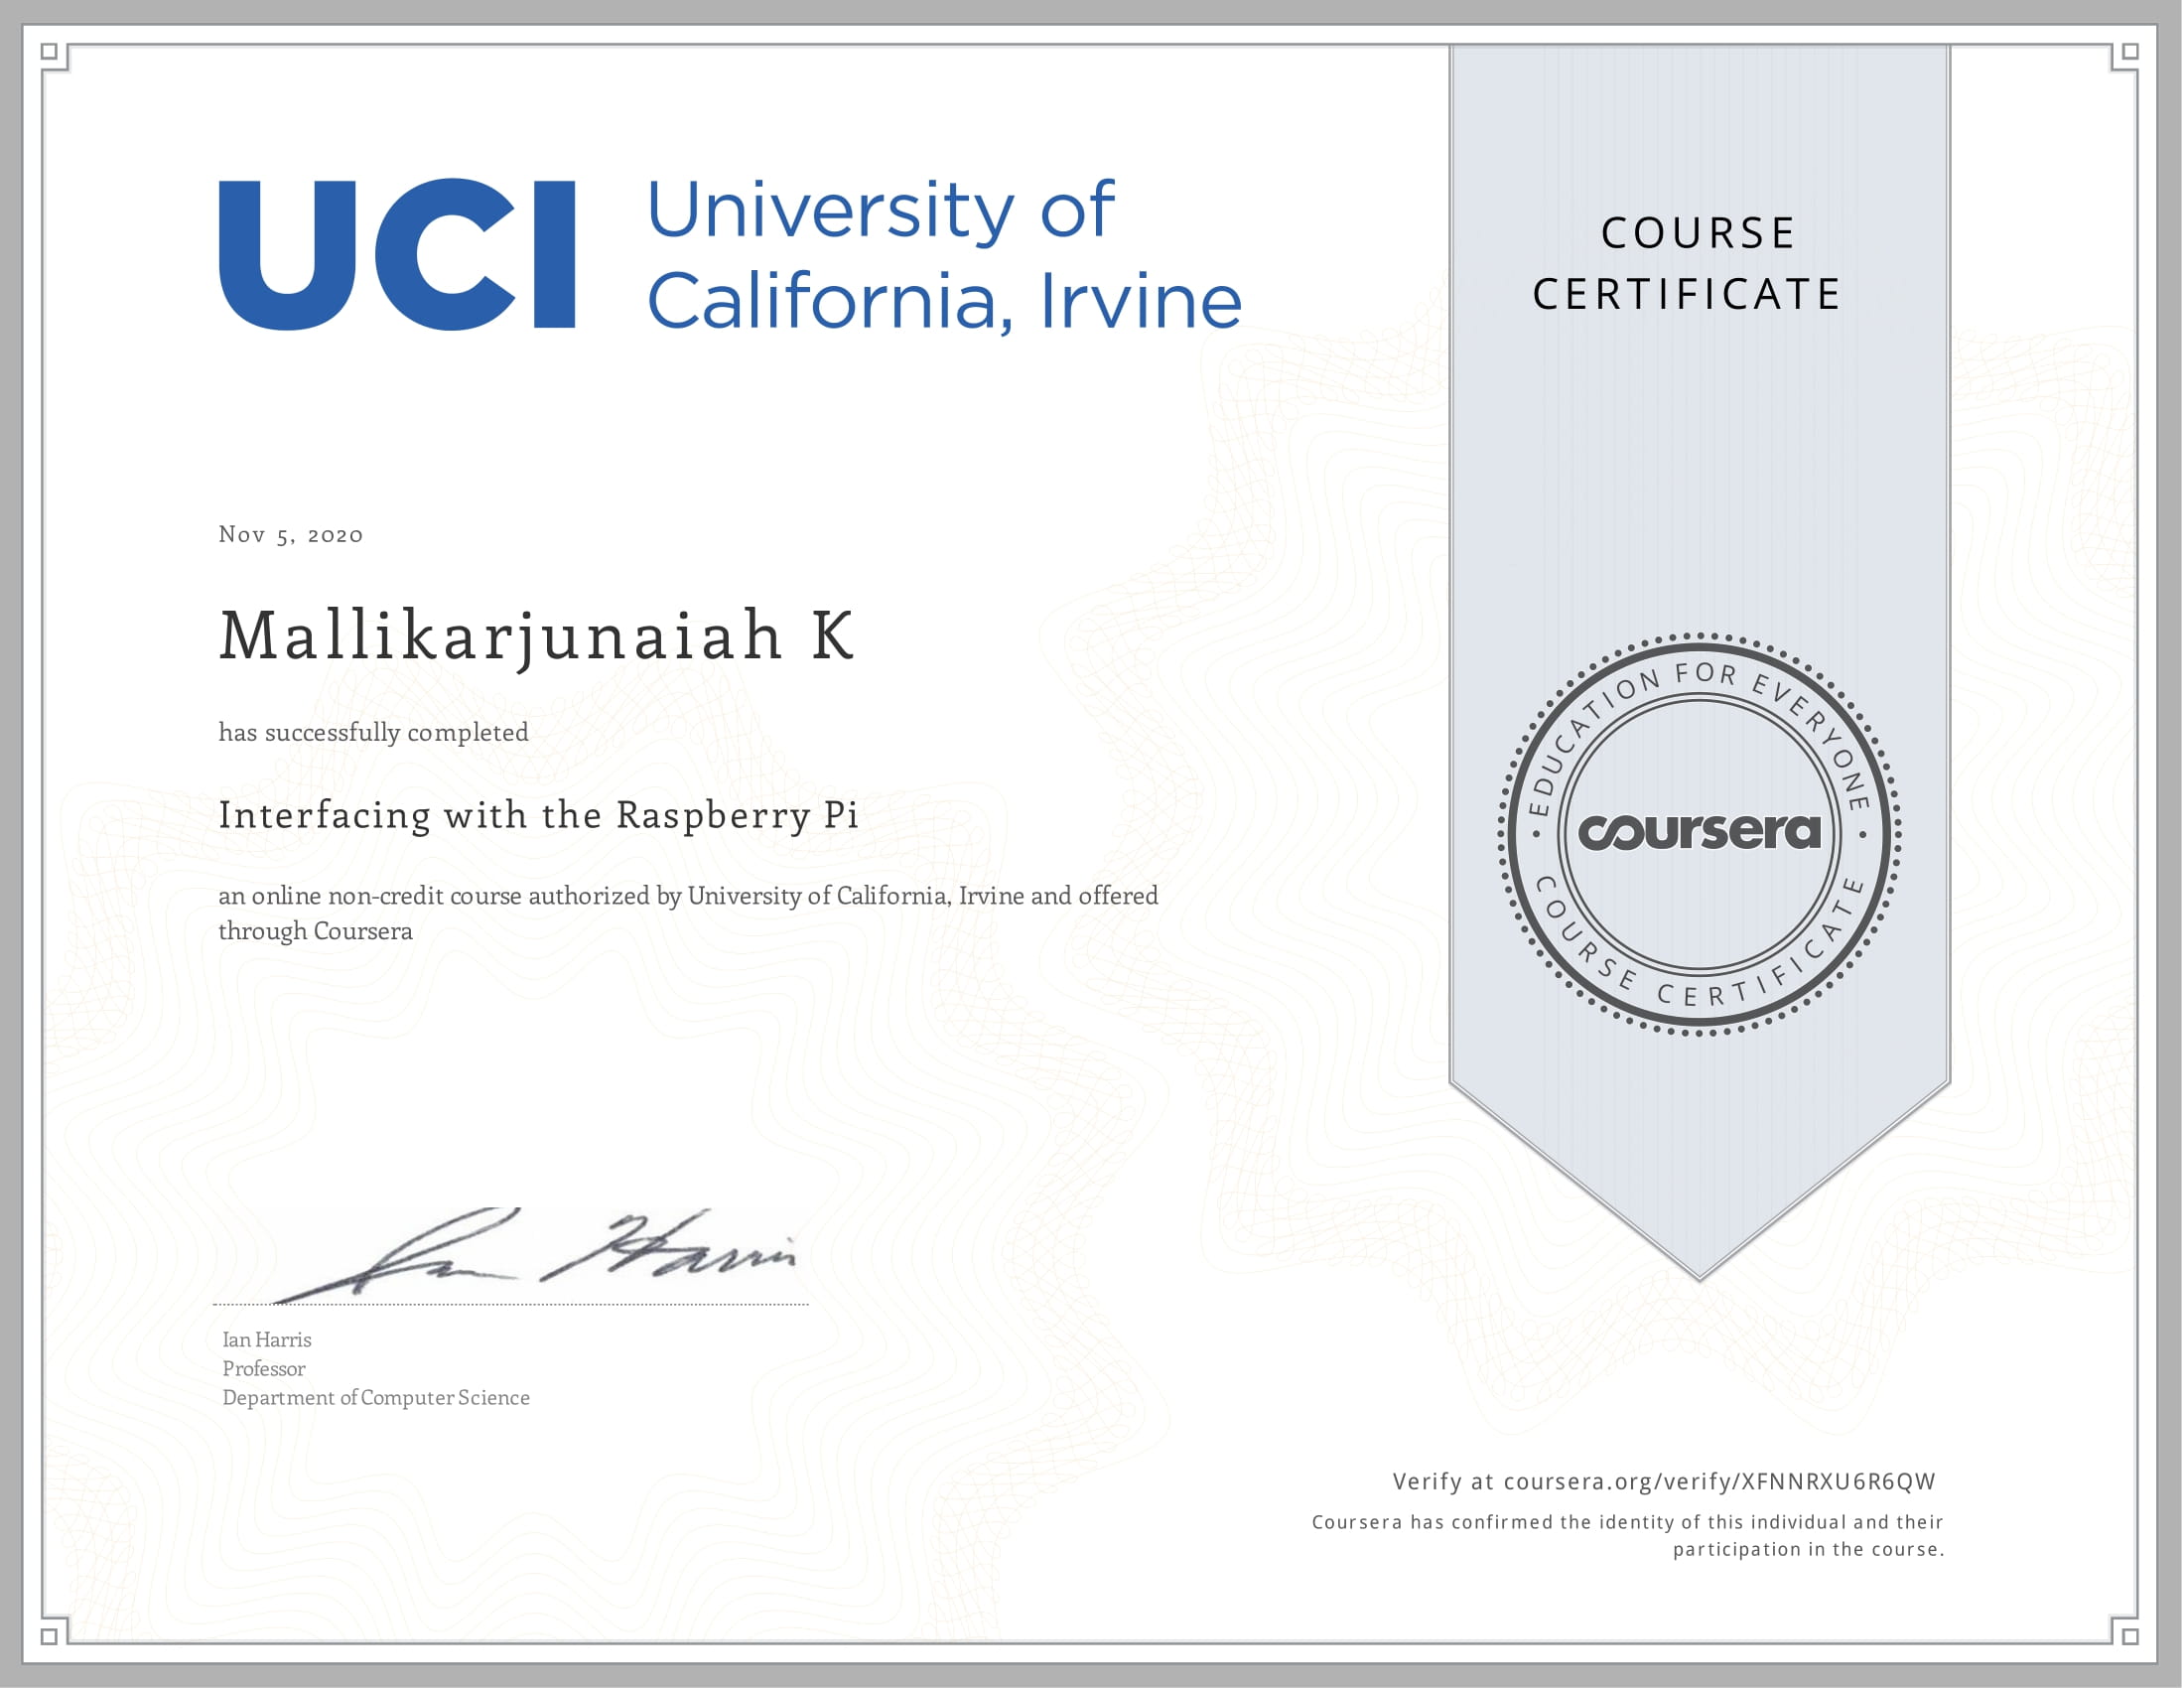 UCI
University of
California, Irvine
COURSE
CERTIFICATE
Nov 5, 2020
Mallikarjunaiah K
has successfully completed
Interfacing with the Raspberry Pi
an online non-credit course authorized by University of California, Irvine and offered
through Coursera
EDUCATION FOR EVERYONE
coursera
COURSE CERTIFICATE
Ian Harris
Ian Harris
Professor
Department of Computer Science
Verify at coursera.org/verify/XFNNRXU6R6QW
Coursera has confirmed the identity of this individual and their
participation in the course.